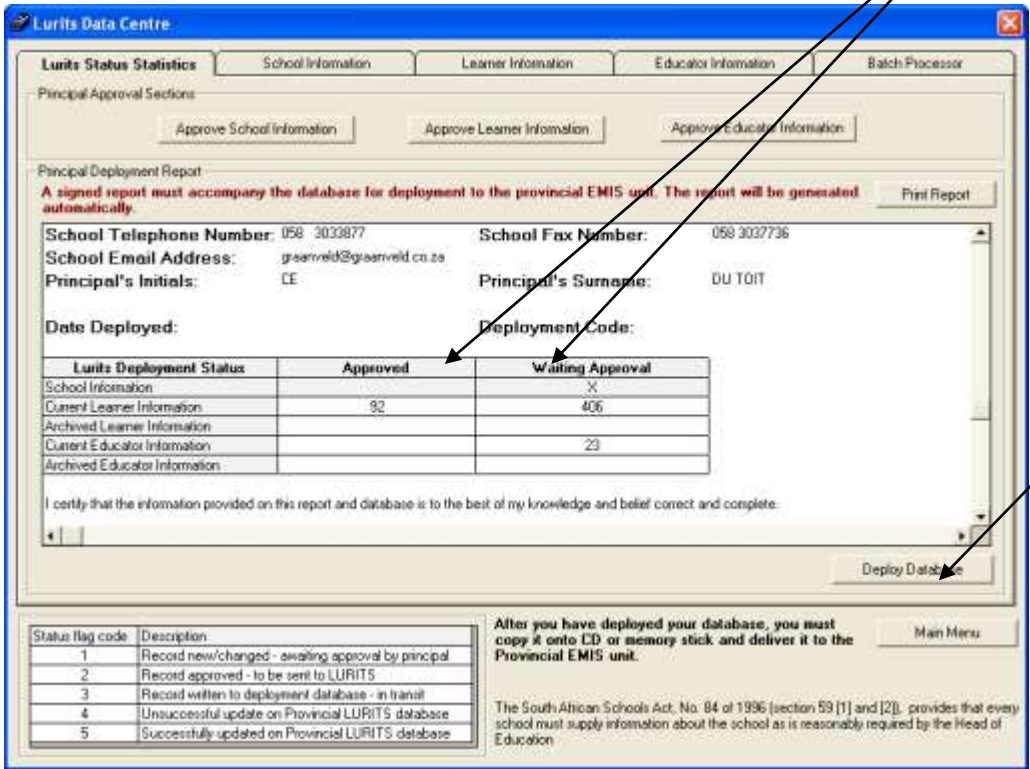 Lurits Data Centre
Lurits Status Statistics School Information Learner Information Educator Information Batch Processor
Principal Approval Sections
Approve School Information Approve Learner Information Approve Educator Information
Principal Deployment Report
A signed report must accompany the database for deployment to the provincial EMIS unit. The report will be generated
automatically.
Print Report
School Telephone Number: 058 3033877 School Fax Number: 058 3037736
School Email Address: graanveld@graanveld.co.za
Principal's Initials: CE Principal's Surname: DU TOIT
Date Deployed: Deployment Code:
Lurits Deployment Status Approved Waiting Approval
School Information X
Current Learner Information 92 406
Archived Learner Information
Current Educator Information 23
Archived Educator Information
I certify that the information provided on this report and database is to the best of my knowledge and belief correct and complete.
Deploy Database
Status flag code Description
1 Record new/changed - awaiting approval by principal
2 Record approved - to be sent to LURITS
3 Record written to deployment database - in transit
4 Unsuccessful update on Provincial LURITS database
5 Successfully updated on Provincial LURITS database
After you have deployed your database, you must
copy it onto CD or memory stick and deliver it to the
Provincial EMIS unit.
Main Menu
The South African Schools Act, No. 84 of 1996 (section 59 [1] and [2]), provides that every
school must supply information about the school as is reasonably required by the Head of
Education